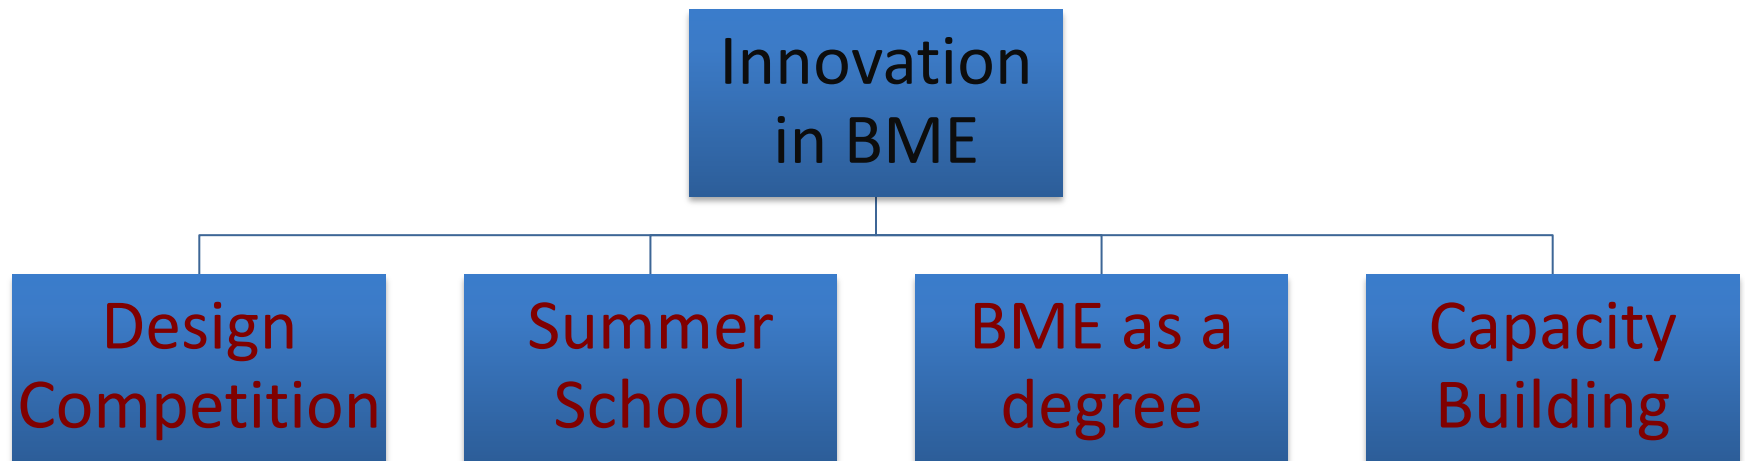 Innovation
in BME
Design
Competition
Summer
School
BME as a
degree
Capacity
Building